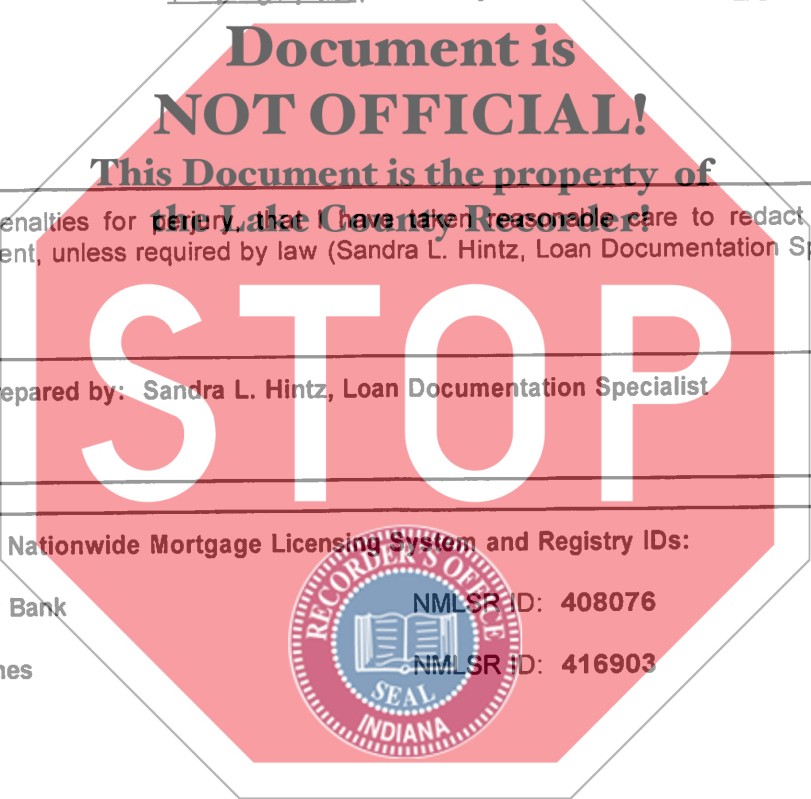 Document is
NOT OFFICIAL!
This Document is the property of
the Lake County Recorder!
enalties for perjury, that I have taken reasonable care to redact
ent, unless required by law (Sandra L. Hintz, Loan Documentation Sp
STOP
epared by: Sandra L. Hintz, Loan Documentation Specialist
Nationwide Mortgage Licensing System and Registry IDs:
Bank NMLSR ID: 408076
nes NMLSR ID: 416903
RECORDER'S OFFICE
SEAL
INDIANA